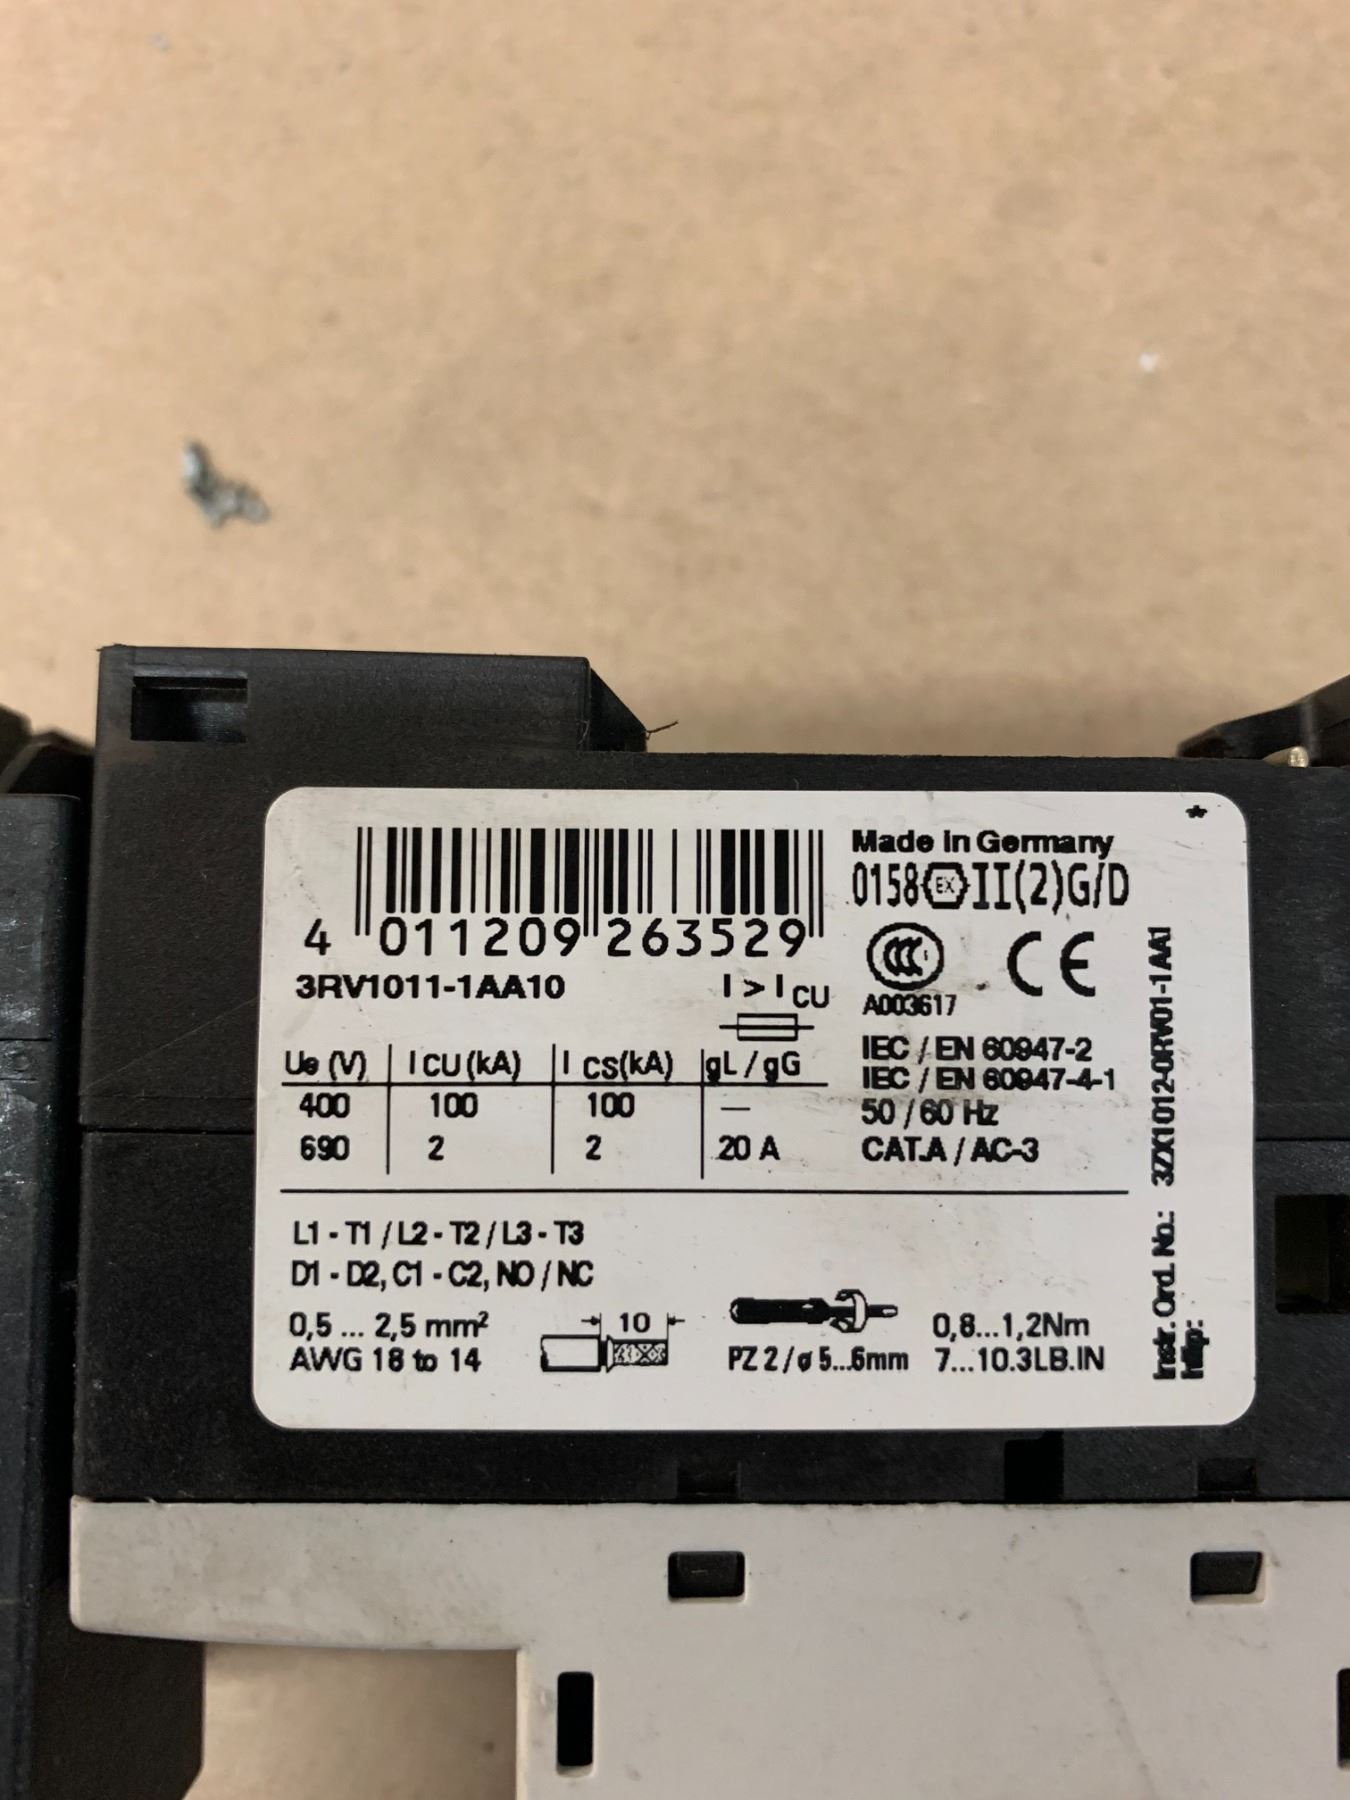 *
Made in Germany
0158 EX II(2)G/D
4 011209 263529
CCC CE
3RV1011-1AA10
I > I CU
A003617
Ue (V) I CU (kA) I CS(kA) gL / gG
400 100 100 —
690 2 2 20 A
IEC / EN 60947-2
IEC / EN 60947-4-1
50 / 60 Hz
CAT.A / AC-3
L1 - T1 / L2 - T2 / L3 - T3
D1 - D2, C1 - C2, NO / NC
0,5 ... 2,5 mm²
AWG 18 to 14
10
PZ 2 / ø 5...6mm
0,8...1,2Nm
7...10.3LB.IN
Instr. Ord. No.: 3ZX1012-0RV01-1AA1